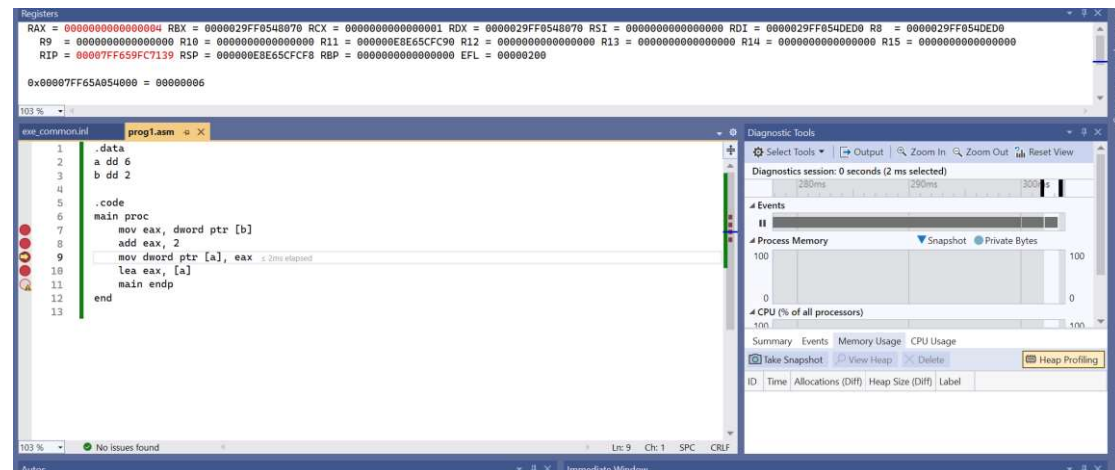 Registers
RAX = 0000000000000004 RBX = 0000029FF0548070 RCX = 0000000000000001 RDX = 0000029FF0548070 RSI = 0000000000000000 RDI = 0000029FF054DED0 R8 = 0000029FF054DED0
R9 = 0000000000000000 R10 = 0000000000000000 R11 = 000000E8E65CFC90 R12 = 0000000000000000 R13 = 0000000000000000 R14 = 0000000000000000 R15 = 0000000000000000
RIP = 00007FF659FC7139 RSP = 000000E8E65CFCF8 RBP = 0000000000000000 EFL = 00000200
0x00007FF65A054000 = 00000006
103 %
exe_common.inl prog1.asm
1 .data
2 a dd 6
3 b dd 2
4
5 .code
6 main proc
7 mov eax, dword ptr [b]
8 add eax, 2
9 mov dword ptr [a], eax ≤ 2ms elapsed
10 lea eax, [a]
11 main endp
12 end
13
103 % No issues found Ln: 9 Ch: 1 SPC CRLF
Diagnostic Tools
Select Tools Output Zoom In Zoom Out Reset View
Diagnostics session: 0 seconds (2 ms selected)
280ms 290ms
Events
Process Memory Snapshot Private Bytes
100 100
0 0
CPU (% of all processors)
100 100
Summary Events Memory Usage CPU Usage
Take Snapshot View Heap Delete Heap Profiling
ID Time Allocations (Diff) Heap Size (Diff) Label
Autos Immediate Window